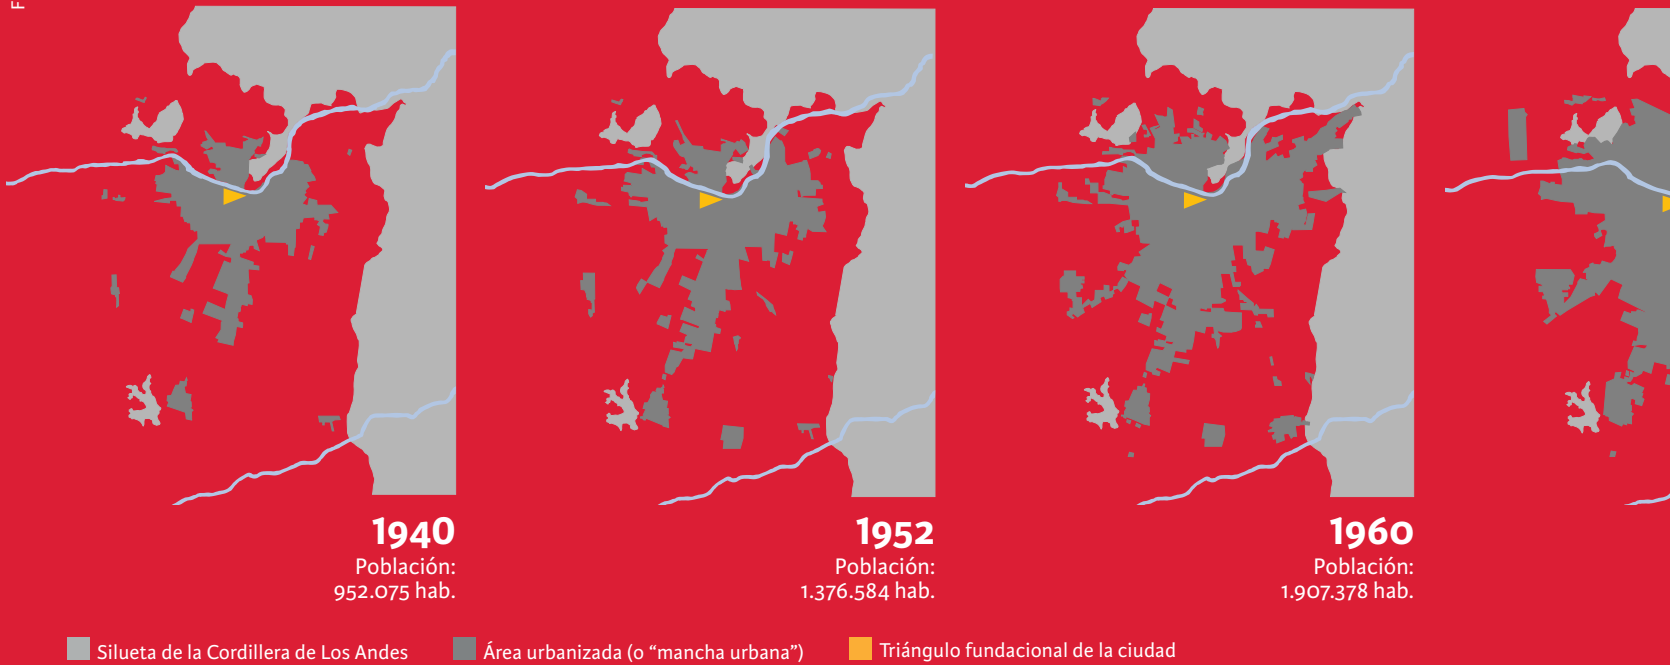 F
1940
Población:
952.075 hab.
1952
Población:
1.376.584 hab.
1960
Población:
1.907.378 hab.
Silueta de la Cordillera de Los Andes
Área urbanizada (o “mancha urbana”)
Triángulo fundacional de la ciudad